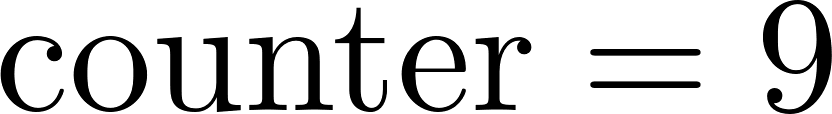 counter = 9